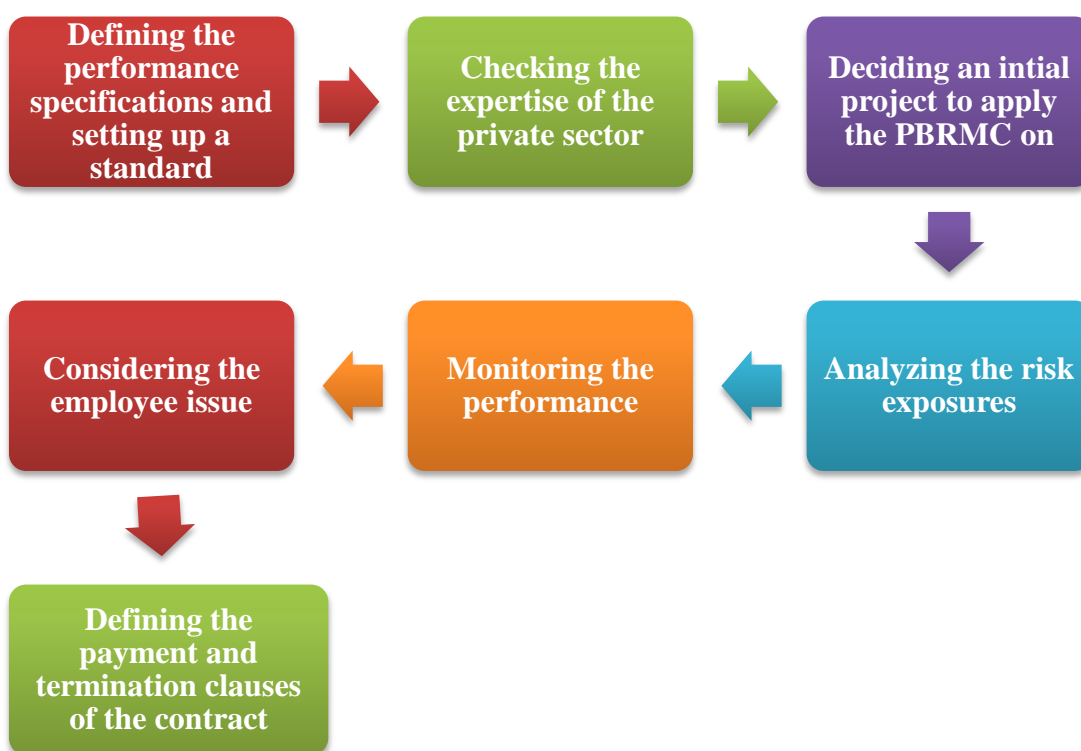 Defining the
performance
specifications and
setting up a
standard
Checking the
expertise of the
private sector
Deciding an intial
project to apply
the PBRMC on
Analyzing the risk
exposures
Monitoring the
performance
Considering the
employee issue
Defining the
payment and
termination clauses
of the contract